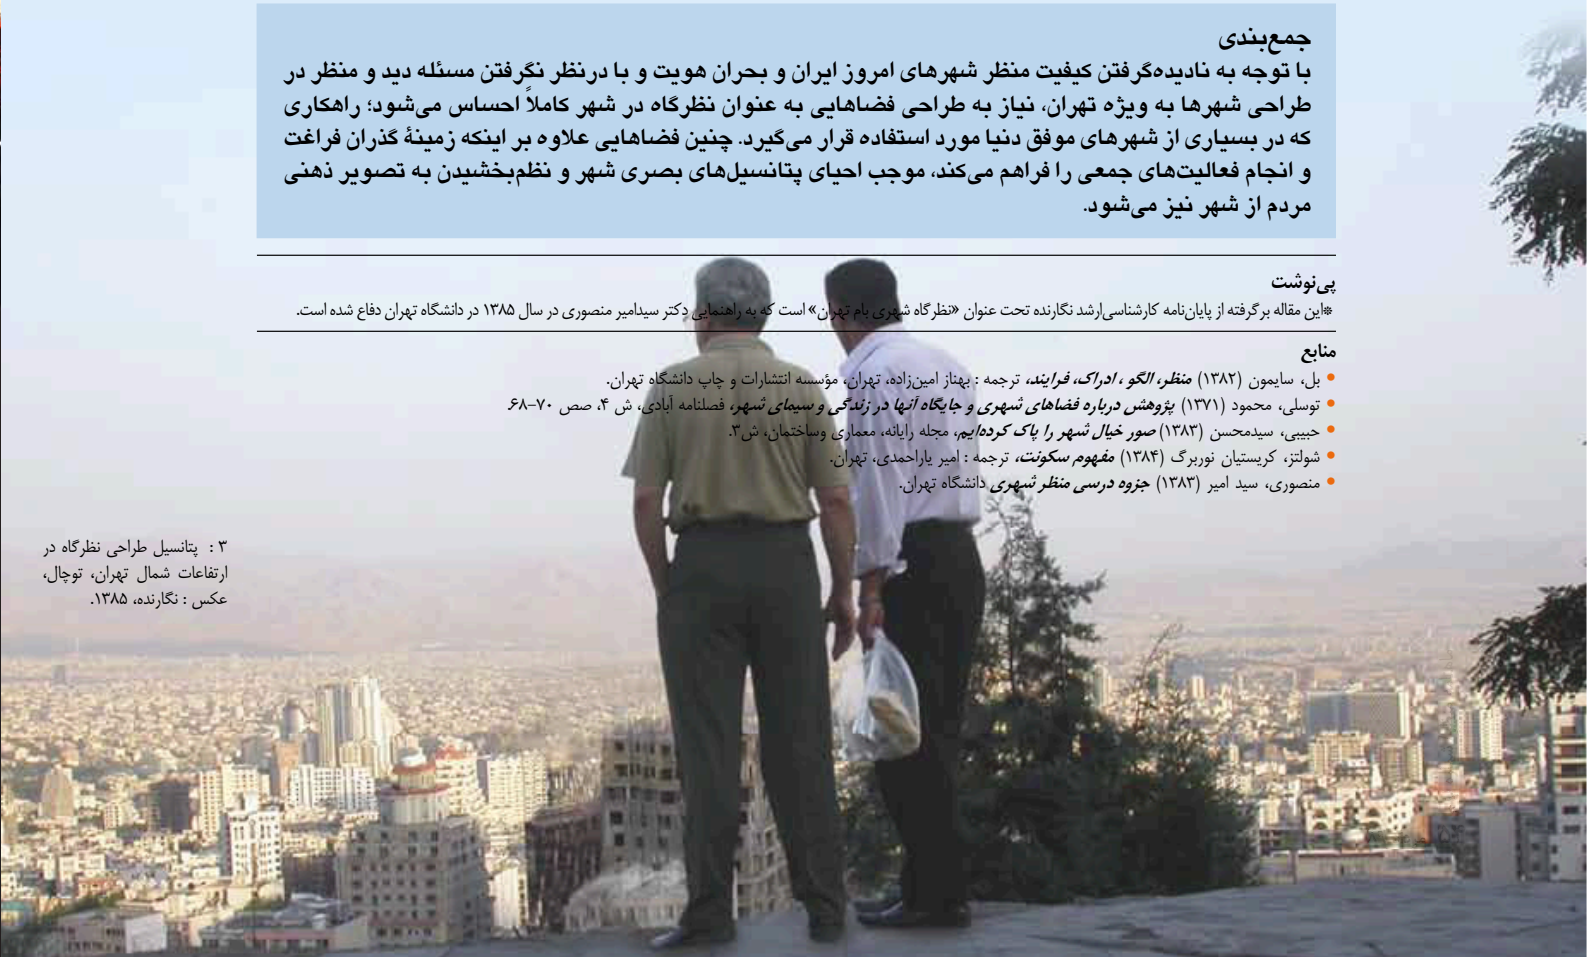 جمع‌بندی
با توجه به نادیده‌گرفتن کیفیت منظر شهرهای امروز ایران و بحران هویت و با درنظر نگرفتن مسئله دید و منظر در
طراحی شهرها به ویژه تهران، نیاز به طراحی فضاهایی به عنوان نظرگاه در شهر کاملاً احساس می‌شود؛ راهکاری
که در بسیاری از شهرهای موفق دنیا مورد استفاده قرار می‌گیرد. چنین فضاهایی علاوه بر اینکه زمینهٔ گذران فراغت
و انجام فعالیت‌های جمعی را فراهم می‌کند، موجب احیای پتانسیل‌های بصری شهر و نظم‌بخشیدن به تصویر ذهنی
مردم از شهر نیز می‌شود.
پی‌نوشت
*این مقاله برگرفته از پایان‌نامه کارشناسی‌ارشد نگارنده تحت عنوان «نظرگاه شهری بام تهران» است که به راهنمایی دکتر سیدامیر منصوری در سال ۱۳۸۵ در دانشگاه تهران دفاع شده است.
منابع
• بل، سایمون (۱۳۸۲) منظر، الگو ، ادراک، فرایند، ترجمه : بهناز امین‌زاده، تهران، مؤسسه انتشارات و چاپ دانشگاه تهران.
• توسلی، محمود (۱۳۷۱) پژوهش درباره فضاهای شهری و جایگاه آنها در زندگی و سیمای شهر، فصلنامه آبادی، ش ۴، صص ۷۰-۶۸.
• حبیبی، سیدمحسن (۱۳۸۳) صور خیال شهر را پاک کرده‌ایم، مجله رایانه، معماری وساختمان، ش۳.
• شولتز، کریستیان نوربرگ (۱۳۸۴) مفهوم سکونت، ترجمه : امیر یاراحمدی، تهران.
• منصوری، سید امیر (۱۳۸۳) جزوه درسی منظر شهری دانشگاه تهران.
۳ : پتانسیل طراحی نظرگاه در
ارتفاعات شمال تهران، توچال،
عکس : نگارنده، ۱۳۸۵.